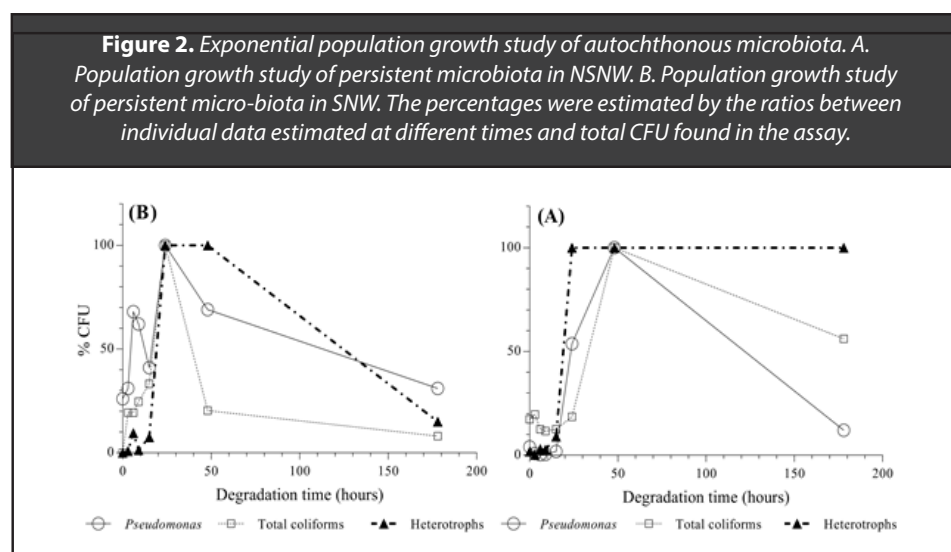 Figure 2. Exponential population growth study of autochthonous microbiota. A.
Population growth study of persistent microbiota in NSNW. B. Population growth study
of persistent micro-biota in SNW. The percentages were estimated by the ratios between
individual data estimated at different times and total CFU found in the assay.
(B)
% CFU
100
50
0
0 50 100 150 200
Degradation time (hours)
Pseudomonas Total coliforms Heterotrophs
(A)
100
50
0
0 50 100 150 200
Degradation time (hours)
Pseudomonas Total coliforms Heterotrophs